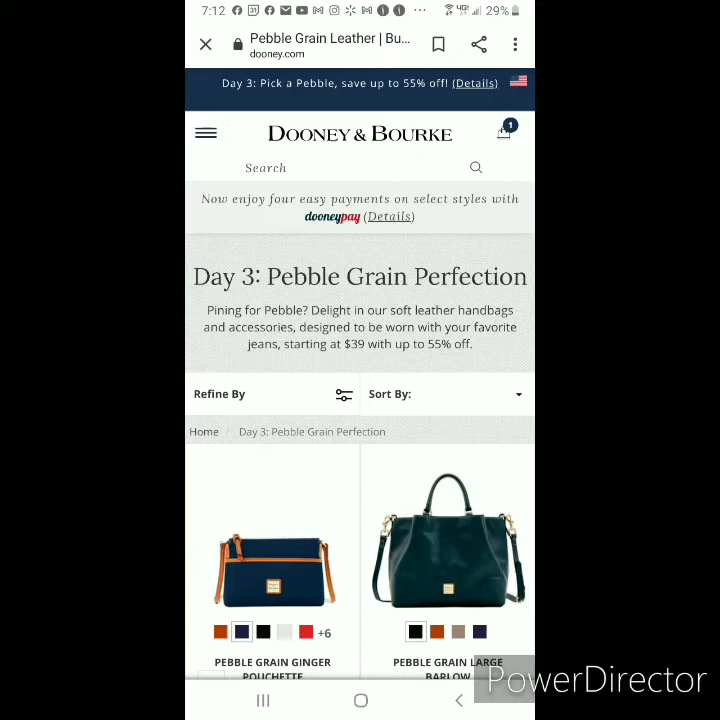 7:12
29%
Pebble Grain Leather | Bu...
dooney.com
Day 3: Pick a Pebble, save up to 55% off! (Details)
DOONEY & BOURKE
1
Search
Now enjoy four easy payments on select styles with
dooneypay (Details)
Day 3: Pebble Grain Perfection
Pining for Pebble? Delight in our soft leather handbags
and accessories, designed to be worn with your favorite
jeans, starting at $39 with up to 55% off.
Refine By
Sort By:
Home / Day 3: Pebble Grain Perfection
+6
PEBBLE GRAIN GINGER
POUCHETTE
PEBBLE GRAIN LARGE
BARLOW
PowerDirector